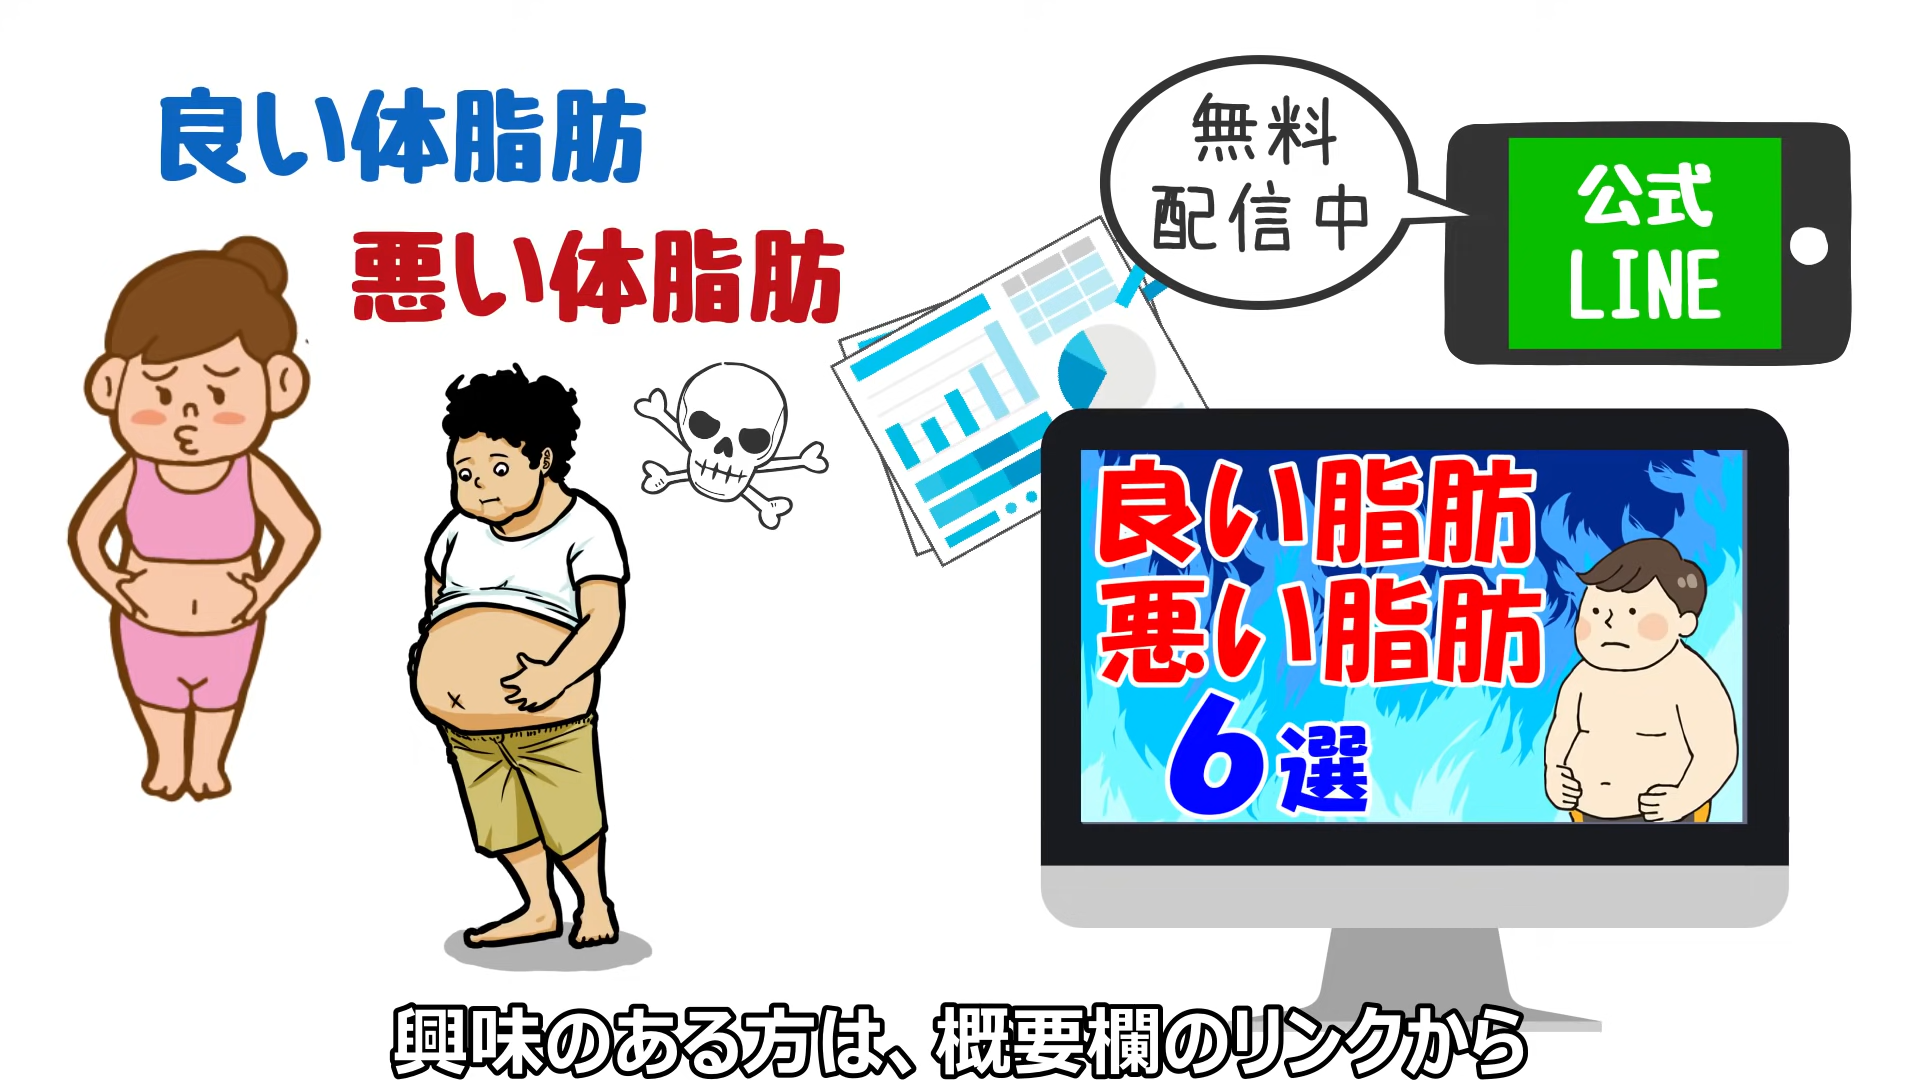 良い体脂肪
悪い体脂肪
無料
配信中
公式
LINE
良い脂肪
悪い脂肪
6選
興味のある方は、概要欄のリンクから